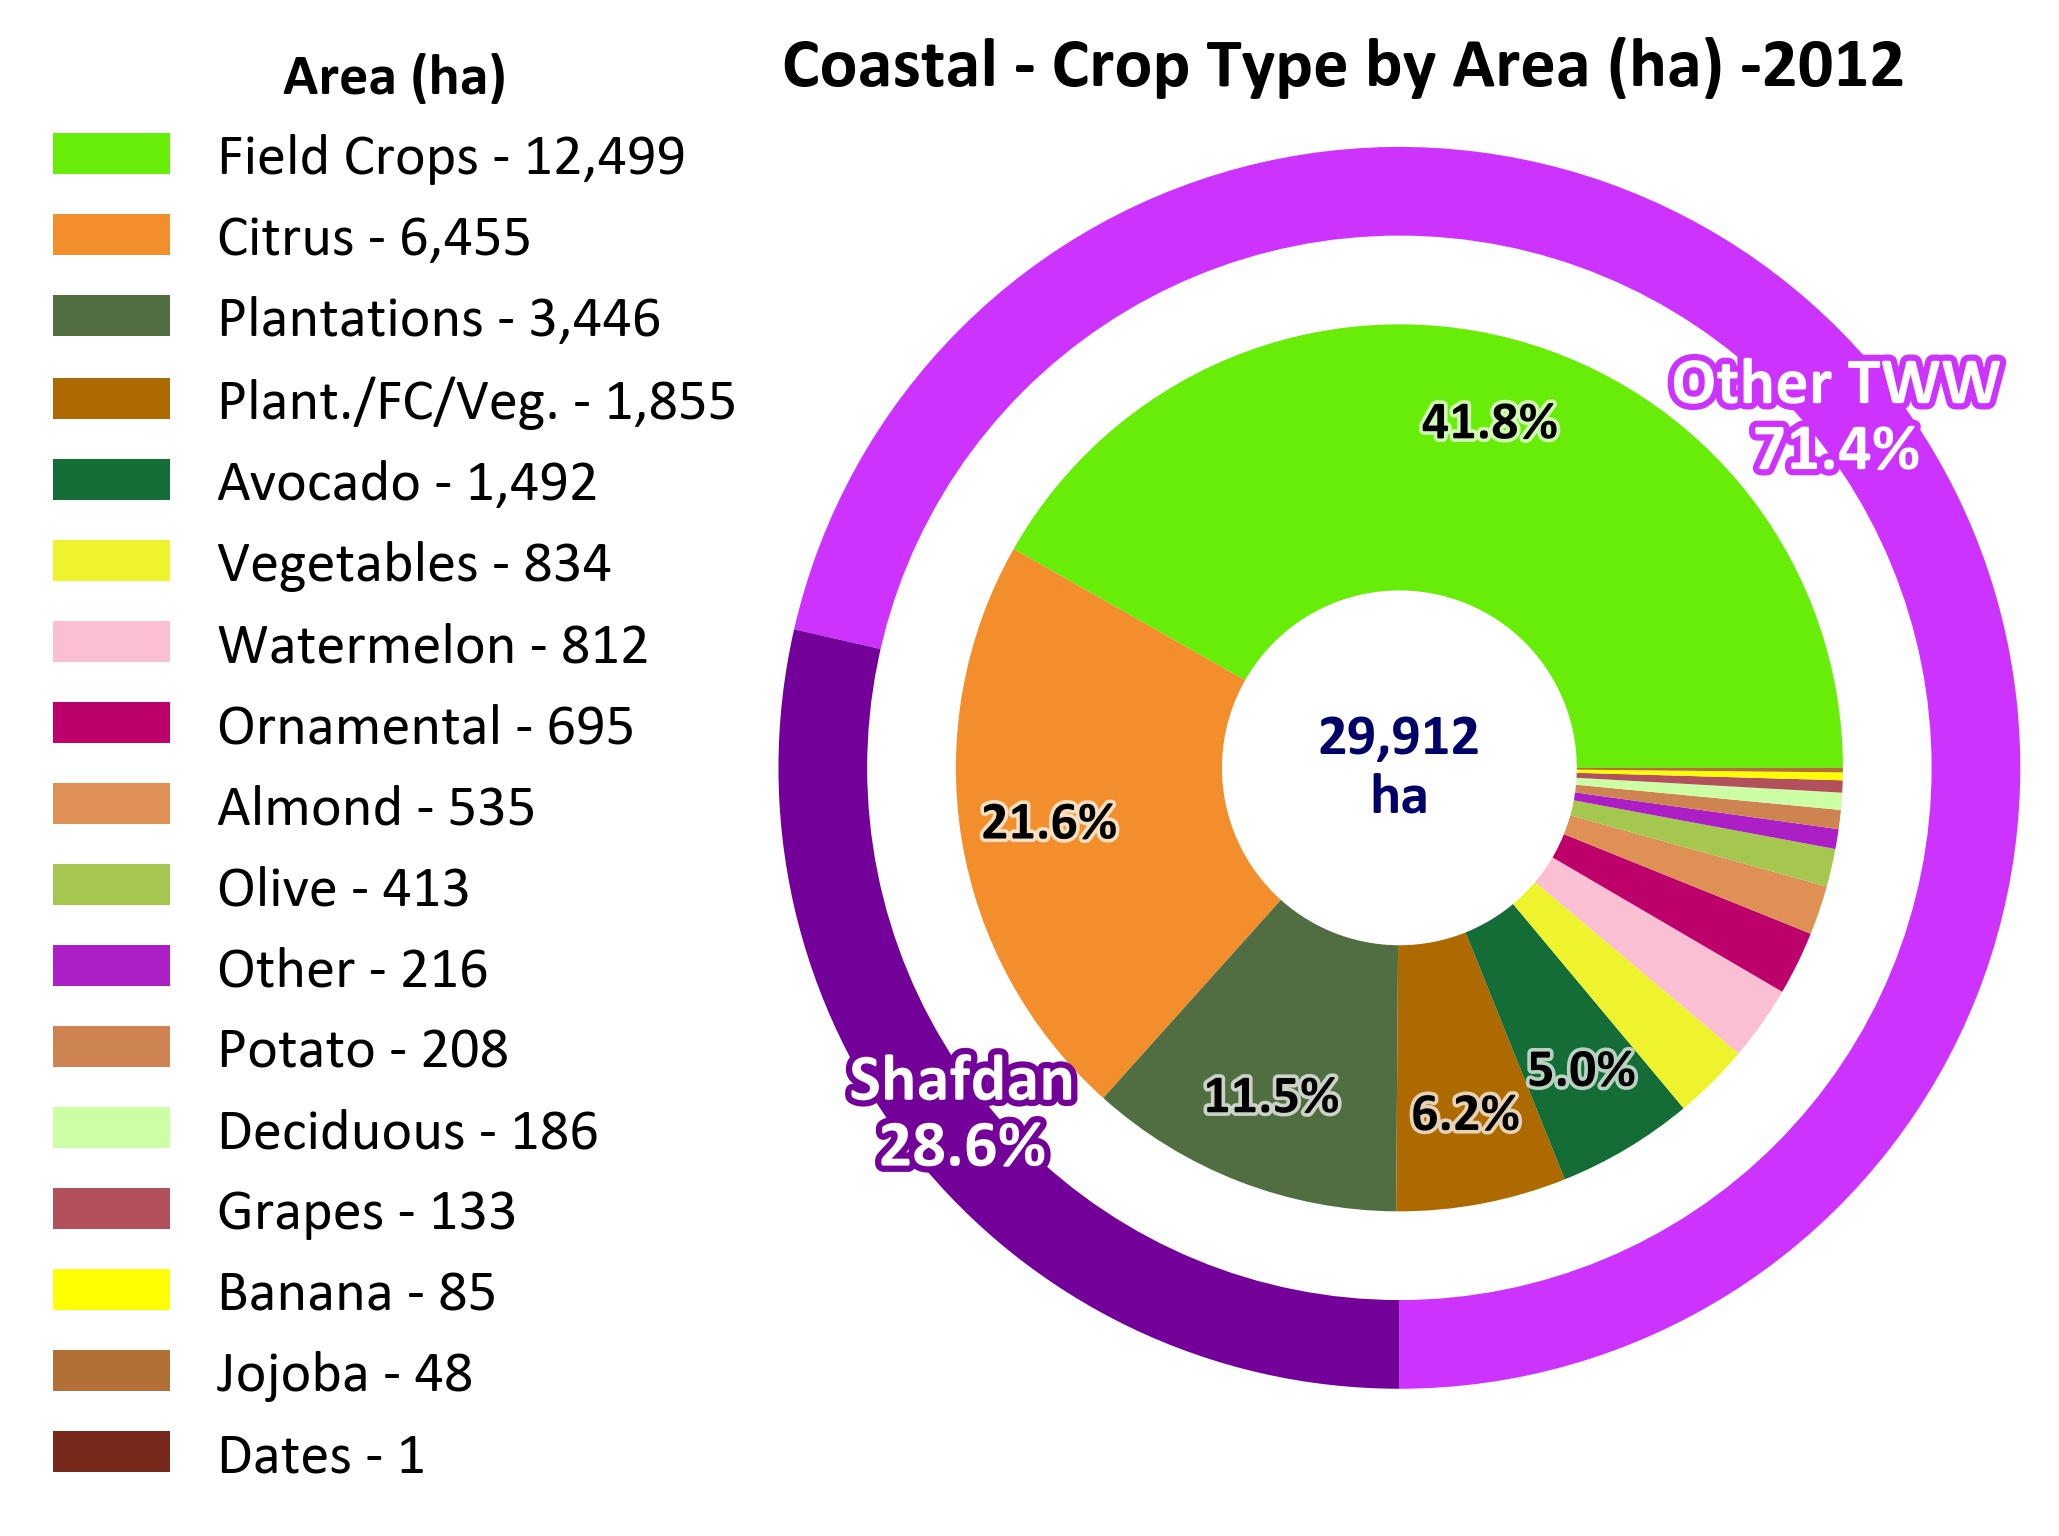 Area (ha)
Field Crops - 12,499
Citrus - 6,455
Plantations - 3,446
Plant./FC/Veg. - 1,855
Avocado - 1,492
Vegetables - 834
Watermelon - 812
Ornamental - 695
Almond - 535
Olive - 413
Other - 216
Potato - 208
Deciduous - 186
Grapes - 133
Banana - 85
Jojoba - 48
Dates - 1
Coastal - Crop Type by Area (ha) -2012
Other TWW
71.4%
41.8%
29,912
ha
21.6%
Shafdan
28.6%
11.5%
6.2%
5.0%